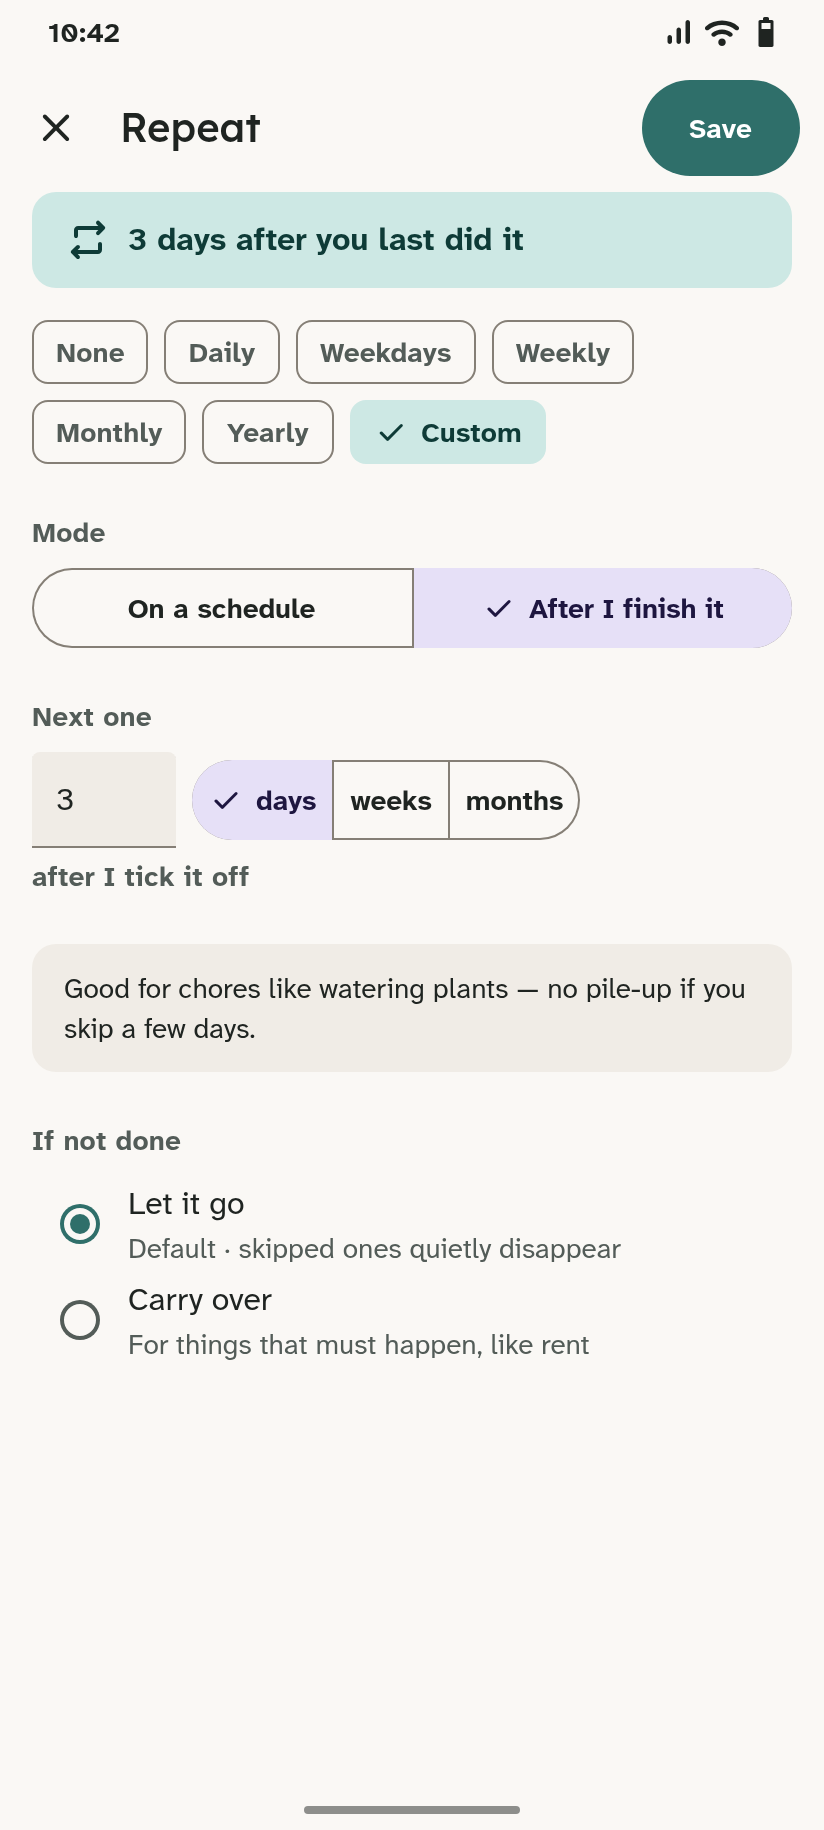 10:42
Repeat
Save
3 days after you last did it
None
Daily
Weekdays
Weekly
Monthly
Yearly
Custom
Mode
On a schedule
After I finish it
Next one
3
days
weeks
months
after I tick it off
Good for chores like watering plants — no pile-up if you
skip a few days.
If not done
Let it go
Default · skipped ones quietly disappear
Carry over
For things that must happen, like rent